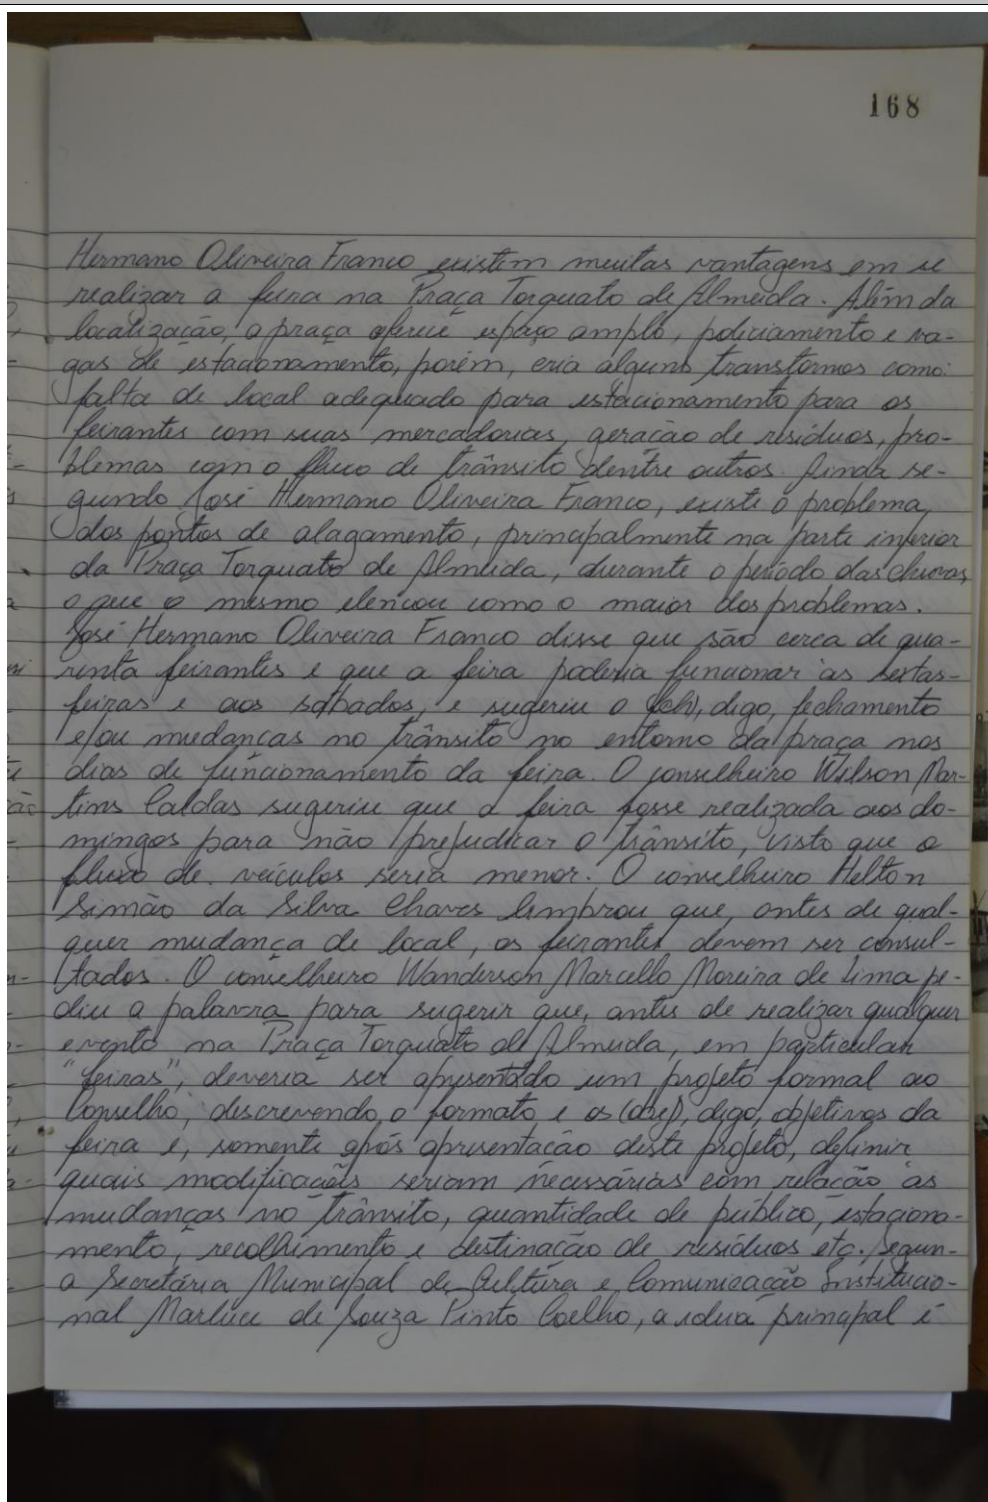 168
Hermano Oliveira Franco existem muitas vantagens em se
realizar a feira na Praça Torquato de Almeida. Além da
localização, a praça oferece espaço amplo, policiamento e va-
gas de estacionamento, porém, cria alguns transtornos como:
falta de local adequado para estacionamento para os
feirantes com suas mercadorias, geração de resíduos, pro-
blemas com o fluxo de trânsito dentre outros. Ainda se-
gundo José Hermano Oliveira Franco, existe o problema
dos pontos de alagamento, principalmente na parte inferior
da Praça Torquato de Almeida, durante o período das chuvas
o que o mesmo elencou como o maior dos problemas.
José Hermano Oliveira Franco disse que são cerca de qua-
renta feirantes e que a feira poderia funcionar às sextas-
feiras e aos sábados, e sugeriu o (feh), digo, fechamento
e/ou mudanças no trânsito no entorno da praça nos
dias de funcionamento da feira. O conselheiro Wilson Mar-
tins Caldas sugeriu que a feira fosse realizada aos do-
mingos para não prejudicar o trânsito, visto que o
fluxo de veículos seria menor. O conselheiro Helton
Simão da Silva Chaves lembrou que, antes de qual-
quer mudança de local, os feirantes devem ser consul-
tados. O conselheiro Wanderson Marcello Moreira de Lima pe-
diu a palavra para sugerir que, antes de realizar qualquer
evento na Praça Torquato de Almeida, em particular
"feiras", deveria ser apresentado um projeto formal ao
Conselho, descrevendo o formato e os (obej), digo, objetivos da
feira e, somente após apresentação deste projeto, definir
quais modificações seriam necessárias com relação às
mudanças no trânsito, quantidade de público, estaciona-
mento, recolhimento e destinação de resíduos etc. Segun-
a Secretária Municipal de Cultura e Comunicação Institucio-
nal Marluce de Souza Pinto Coelho, a ideia principal é